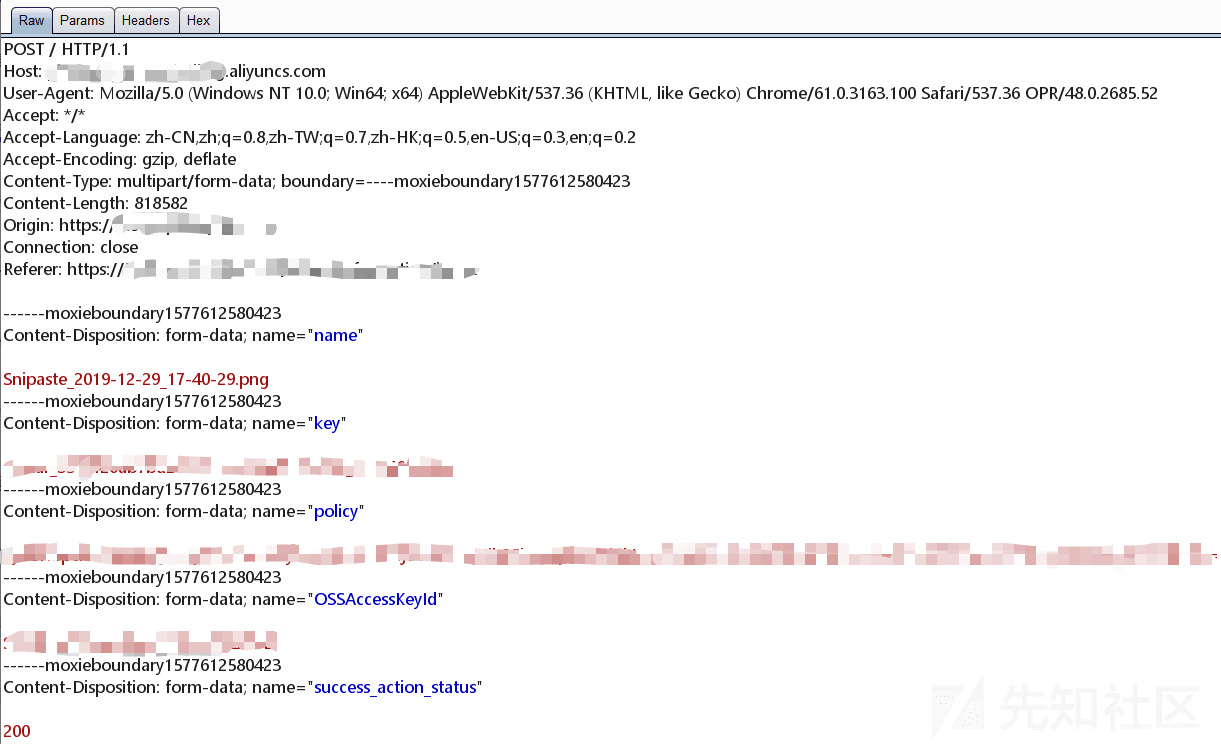 Raw Params Headers Hex
POST / HTTP/1.1
Host: .aliyuncs.com
User-Agent: Mozilla/5.0 (Windows NT 10.0; Win64; x64) AppleWebKit/537.36 (KHTML, like Gecko) Chrome/61.0.3163.100 Safari/537.36 OPR/48.0.2685.52
Accept: */*
Accept-Language: zh-CN,zh;q=0.8,zh-TW;q=0.7,zh-HK;q=0.5,en-US;q=0.3,en;q=0.2
Accept-Encoding: gzip, deflate
Content-Type: multipart/form-data; boundary=----moxieboundary1577612580423
Content-Length: 818582
Origin: https://
Connection: close
Referer: https://
------moxieboundary1577612580423
Content-Disposition: form-data; name="name"
Snipaste_2019-12-29_17-40-29.png
------moxieboundary1577612580423
Content-Disposition: form-data; name="key"
------moxieboundary1577612580423
Content-Disposition: form-data; name="policy"
------moxieboundary1577612580423
Content-Disposition: form-data; name="OSSAccessKeyId"
------moxieboundary1577612580423
Content-Disposition: form-data; name="success_action_status"
200
先知社区